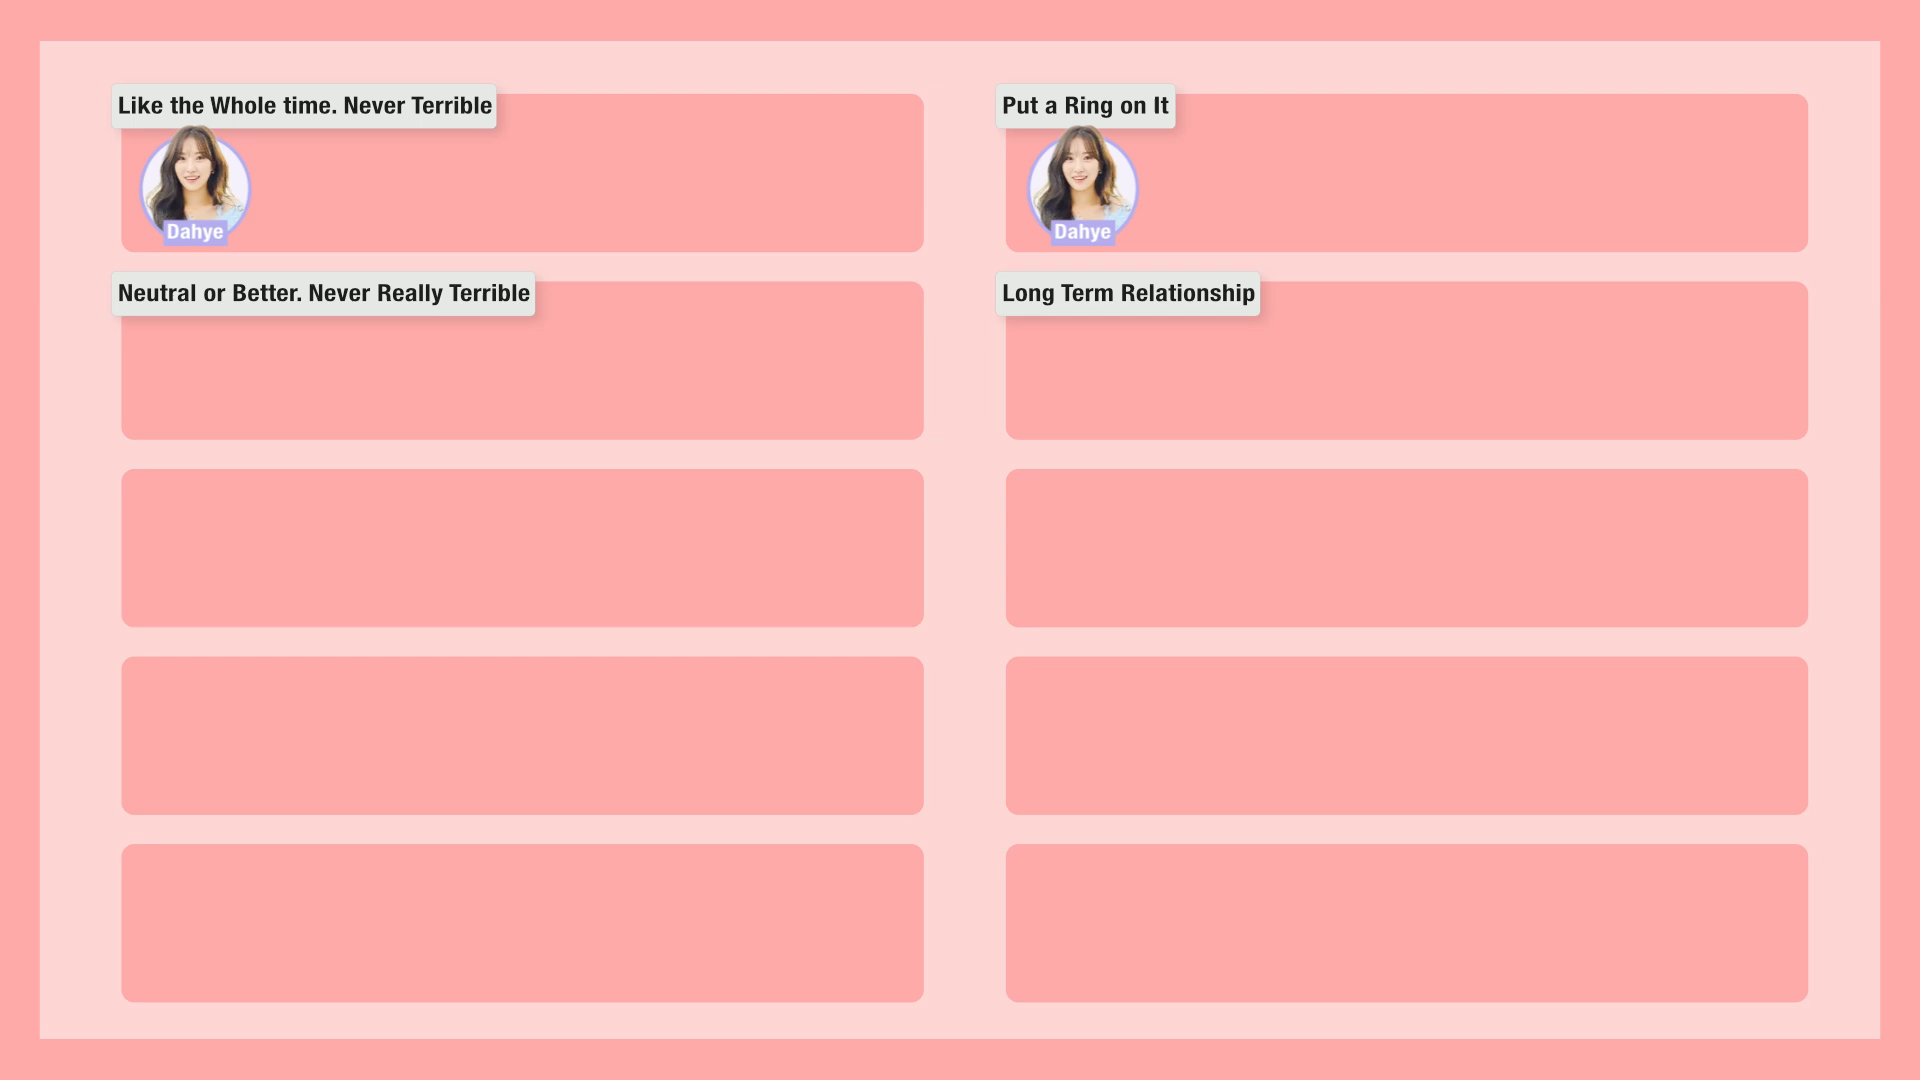 Like the Whole time. Never Terrible
Dahye
Neutral or Better. Never Really Terrible
Put a Ring on It
Dahye
Long Term Relationship